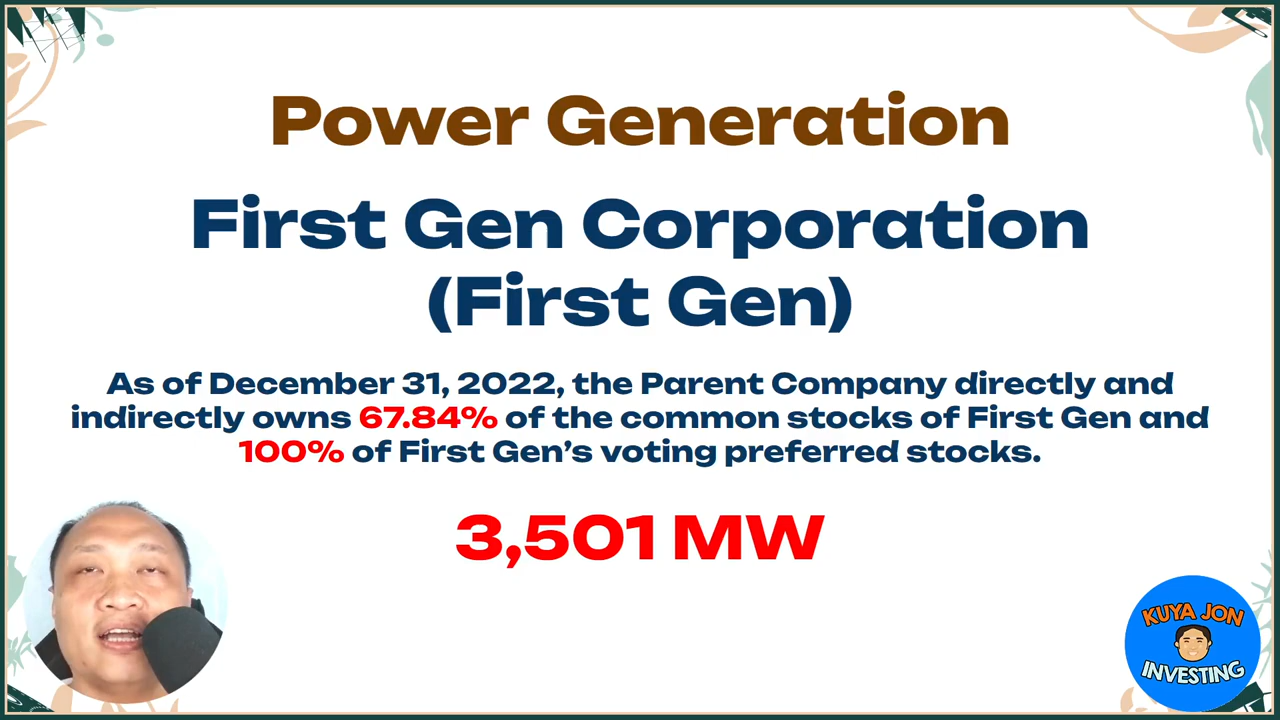 Power Generation
First Gen Corporation
(First Gen)
As of December 31, 2022, the Parent Company directly and
indirectly owns 67.84% of the common stocks of First Gen and
100% of First Gen’s voting preferred stocks.
3,501 MW
KUYA JON
INVESTING